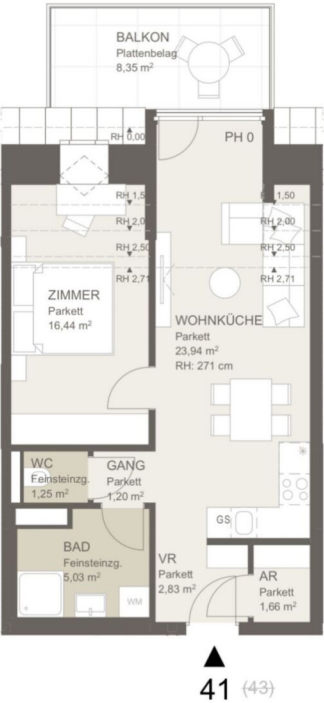 BALKON
Plattenbelag
8,35 m²
RH 0,00
PH 0
RH 1,5
RH 1,50
RH 2,0
RH 2,00
RH 2,50
RH 2,50
RH 2,71
RH 2,71
ZIMMER
Parkett
16,44 m²
WOHNKÜCHE
Parkett
23,94 m²
RH: 271 cm
WC
Feinsteinzg.
1,25 m²
GANG
Parkett
1,20 m²
GS
BAD
Feinsteinzg.
5,03 m²
WM
VR
Parkett
2,83 m²
AR
Parkett
1,66 m²
41 (43)